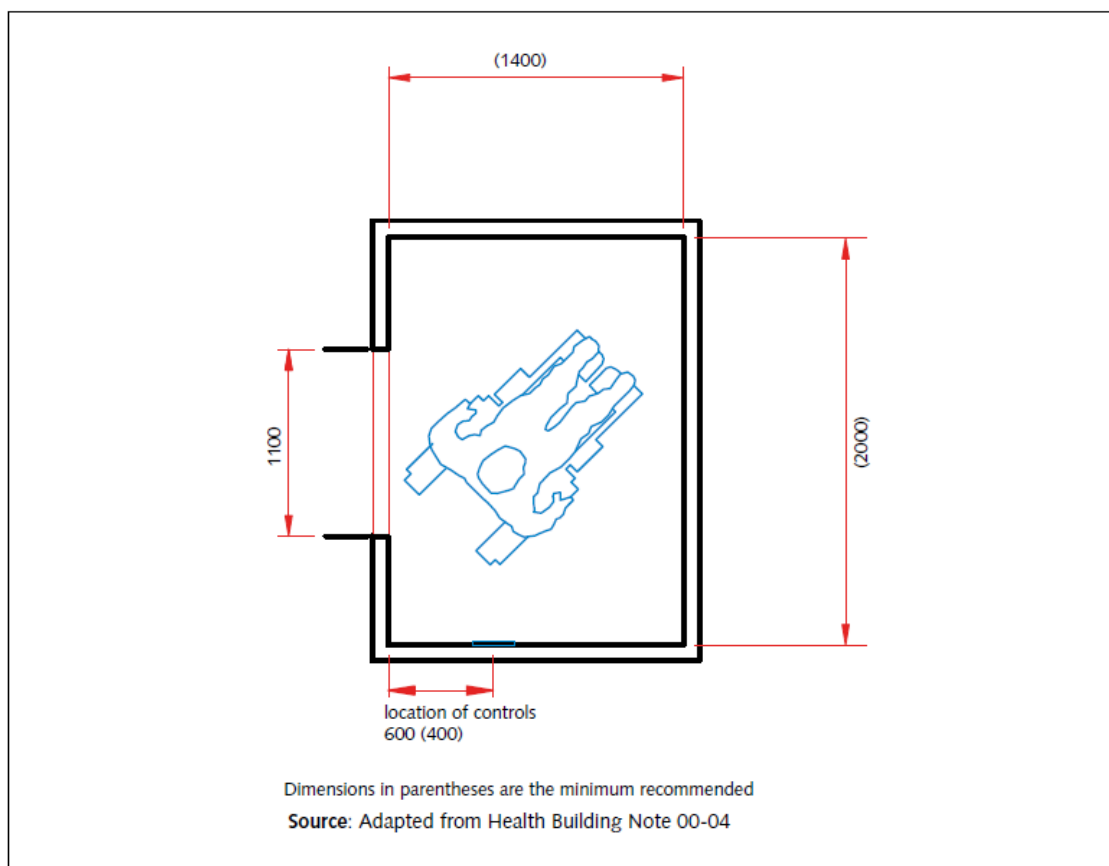 (1400)
1100
(2000)
location of controls
600 (400)
Dimensions in parentheses are the minimum recommended
Source: Adapted from Health Building Note 00-04